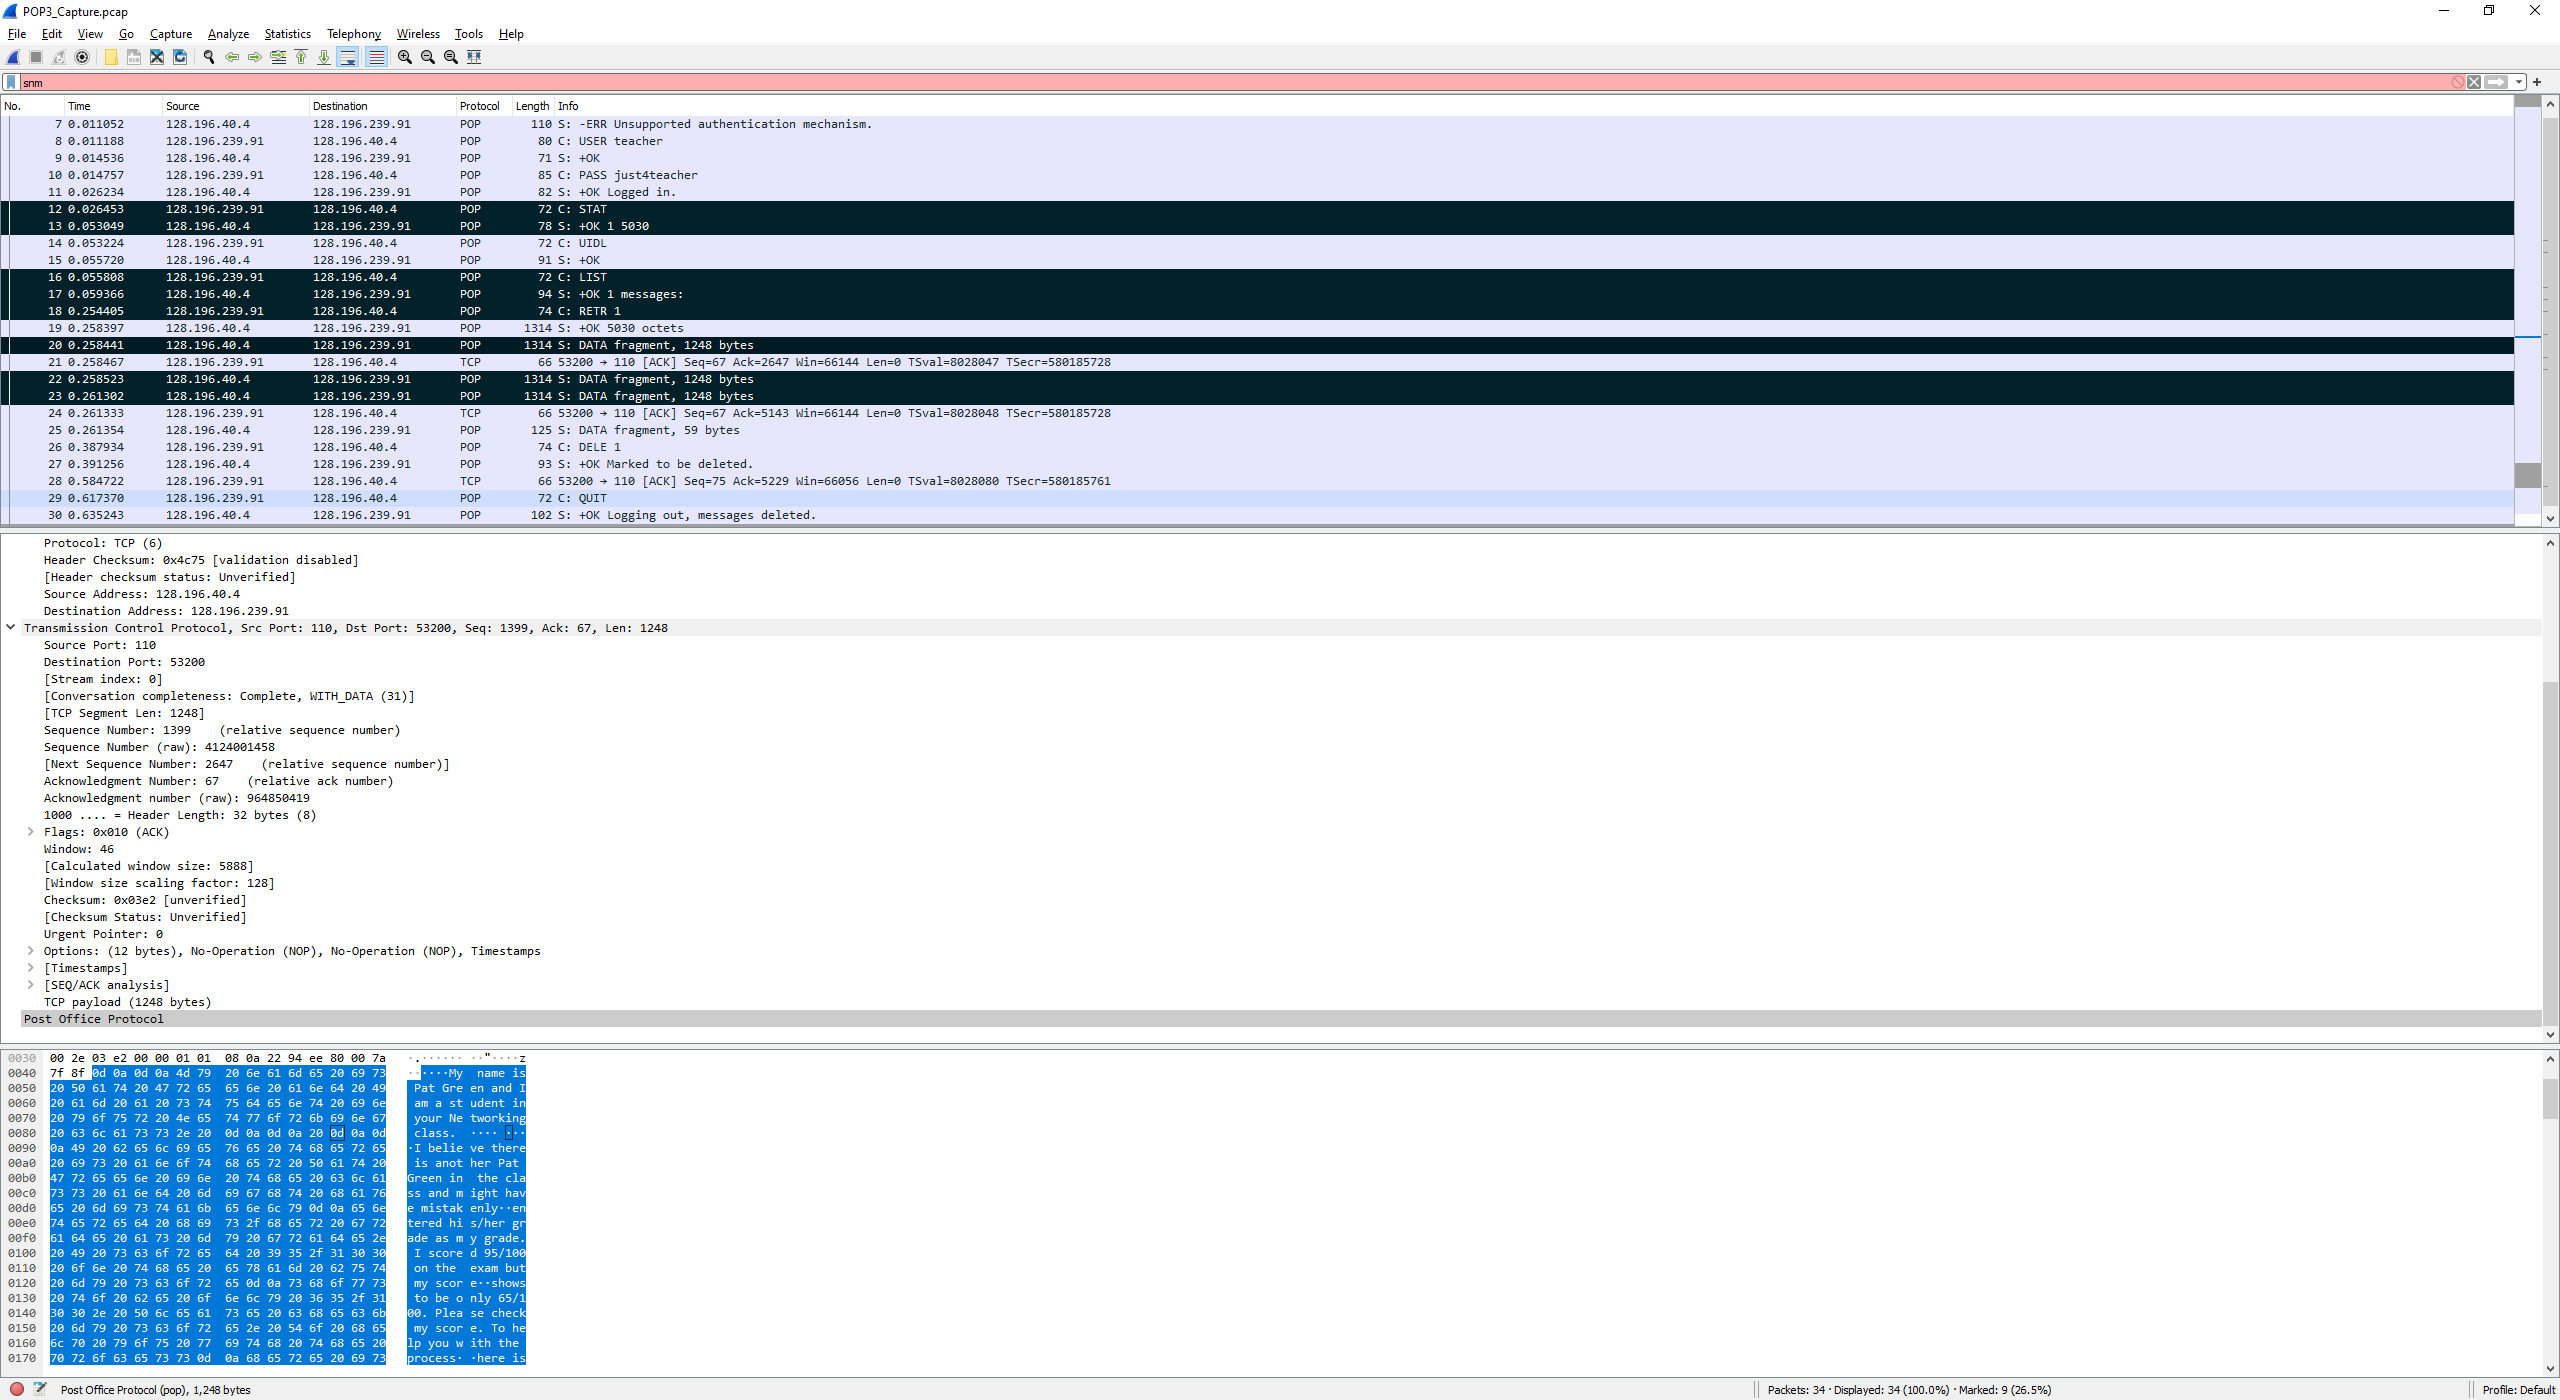 POP3_Capture.pcap
File Edit View Go Capture Analyze Statistics Telephony Wireless Tools Help
snm
No. Time Source Destination Protocol Length Info
7 0.011052 128.196.40.4 128.196.239.91 POP 110 S: -ERR Unsupported authentication mechanism.
8 0.011188 128.196.239.91 128.196.40.4 POP 80 C: USER teacher
9 0.014536 128.196.40.4 128.196.239.91 POP 71 S: +OK
10 0.014757 128.196.239.91 128.196.40.4 POP 85 C: PASS just4teacher
11 0.026234 128.196.40.4 128.196.239.91 POP 82 S: +OK Logged in.
12 0.026453 128.196.239.91 128.196.40.4 POP 72 C: STAT
13 0.053049 128.196.40.4 128.196.239.91 POP 78 S: +OK 1 5030
14 0.053224 128.196.239.91 128.196.40.4 POP 72 C: UIDL
15 0.055720 128.196.40.4 128.196.239.91 POP 91 S: +OK
16 0.055808 128.196.239.91 128.196.40.4 POP 72 C: LIST
17 0.059366 128.196.40.4 128.196.239.91 POP 94 S: +OK 1 messages:
18 0.254405 128.196.239.91 128.196.40.4 POP 74 C: RETR 1
19 0.258397 128.196.40.4 128.196.239.91 POP 1314 S: +OK 5030 octets
20 0.258441 128.196.40.4 128.196.239.91 POP 1314 S: DATA fragment, 1248 bytes
21 0.258467 128.196.239.91 128.196.40.4 TCP 66 53200 → 110 [ACK] Seq=67 Ack=2647 Win=66144 Len=0 TSval=8028047 TSecr=580185728
22 0.258523 128.196.40.4 128.196.239.91 POP 1314 S: DATA fragment, 1248 bytes
23 0.261302 128.196.40.4 128.196.239.91 POP 1314 S: DATA fragment, 1248 bytes
24 0.261333 128.196.239.91 128.196.40.4 TCP 66 53200 → 110 [ACK] Seq=67 Ack=5143 Win=66144 Len=0 TSval=8028048 TSecr=580185728
25 0.261354 128.196.40.4 128.196.239.91 POP 125 S: DATA fragment, 59 bytes
26 0.387934 128.196.239.91 128.196.40.4 POP 74 C: DELE 1
27 0.391256 128.196.40.4 128.196.239.91 POP 93 S: +OK Marked to be deleted.
28 0.584722 128.196.239.91 128.196.40.4 TCP 66 53200 → 110 [ACK] Seq=75 Ack=5229 Win=66056 Len=0 TSval=8028080 TSecr=580185761
29 0.617370 128.196.239.91 128.196.40.4 POP 72 C: QUIT
30 0.635243 128.196.40.4 128.196.239.91 POP 102 S: +OK Logging out, messages deleted.
Protocol: TCP (6)
Header Checksum: 0x4c75 [validation disabled]
[Header checksum status: Unverified]
Source Address: 128.196.40.4
Destination Address: 128.196.239.91
Transmission Control Protocol, Src Port: 110, Dst Port: 53200, Seq: 1399, Ack: 67, Len: 1248
Source Port: 110
Destination Port: 53200
[Stream index: 0]
[Conversation completeness: Complete, WITH_DATA (31)]
[TCP Segment Len: 1248]
Sequence Number: 1399 (relative sequence number)
Sequence Number (raw): 4124001458
[Next Sequence Number: 2647 (relative sequence number)]
Acknowledgment Number: 67 (relative ack number)
Acknowledgment number (raw): 964850419
1000 .... = Header Length: 32 bytes (8)
Flags: 0x010 (ACK)
Window: 46
[Calculated window size: 5888]
[Window size scaling factor: 128]
Checksum: 0x03e2 [unverified]
[Checksum Status: Unverified]
Urgent Pointer: 0
Options: (12 bytes), No-Operation (NOP), No-Operation (NOP), Timestamps
[Timestamps]
[SEQ/ACK analysis]
TCP payload (1248 bytes)
Post Office Protocol
0030 00 2e 03 e2 00 00 01 01 08 0a 22 94 ee 80 00 7a ·.······ ··"····z
0040 7f 8f 0d 0a 0d 0a 4d 79 20 6e 61 6d 65 20 69 73 ······My name is
0050 20 50 61 74 20 47 72 65 65 6e 20 61 6e 64 20 49 Pat Gre en and I
0060 20 61 6d 20 61 20 73 74 75 64 65 6e 74 20 69 6e am a st udent in
0070 20 79 6f 75 72 20 4e 65 74 77 6f 72 6b 69 6e 67 your Ne tworking
0080 20 63 6c 61 73 73 2e 20 0d 0a 0d 0a 20 0d 0a 0d class. ···· ···
0090 0a 49 20 62 65 6c 69 65 76 65 20 74 68 65 72 65 ·I belie ve there
00a0 20 69 73 20 61 6e 6f 74 68 65 72 20 50 61 74 20 is anot her Pat
00b0 47 72 65 65 6e 20 69 6e 20 74 68 65 20 63 6c 61 Green in the cla
00c0 73 73 20 61 6e 64 20 6d 69 67 68 74 20 68 61 76 ss and m ight hav
00d0 65 20 6d 69 73 74 61 6b 65 6e 6c 79 0d 0a 65 6e e mistak enly··en
00e0 74 65 72 65 64 20 68 69 73 2f 68 65 72 20 67 72 tered hi s/her gr
00f0 61 64 65 20 61 73 20 6d 79 20 67 72 61 64 65 2e ade as m y grade.
0100 20 49 20 73 63 6f 72 65 64 20 39 35 2f 31 30 30 I score d 95/100
0110 20 6f 6e 20 74 68 65 20 65 78 61 6d 20 62 75 74 on the exam but
0120 20 6d 79 20 73 63 6f 72 65 0d 0a 73 68 6f 77 73 my scor e··shows
0130 20 74 6f 20 62 65 20 6f 6e 6c 79 20 36 35 2f 31 to be o nly 65/1
0140 30 30 2e 20 50 6c 65 61 73 65 20 63 68 65 63 6b 00. Plea se check
0150 20 6d 79 20 73 63 6f 72 65 2e 20 54 6f 20 68 65 my scor e. To he
0160 6c 70 20 79 6f 75 20 77 69 74 68 20 74 68 65 20 lp you w ith the
0170 70 72 6f 63 65 73 73 0d 0a 68 65 72 65 20 69 73 process· ·here is
Post Office Protocol (pop), 1,248 bytes Packets: 34 · Displayed: 34 (100.0%) · Marked: 9 (26.5%) Profile: Default